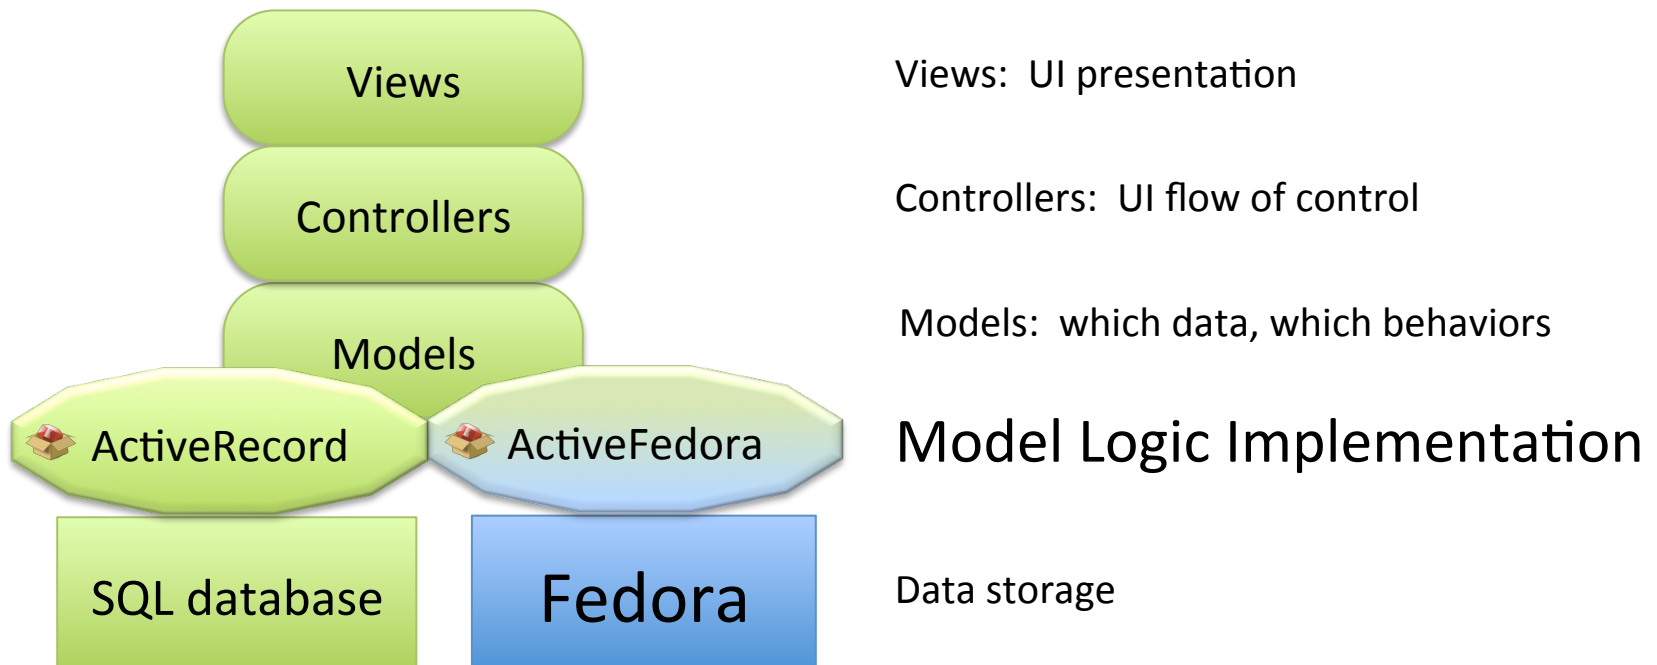 Views
Views:  UI presentation
Controllers
Controllers:  UI flow of control
Models
Models:  which data, which behaviors
ActiveRecord
ActiveFedora
Model Logic Implementation
SQL database
Fedora
Data storage